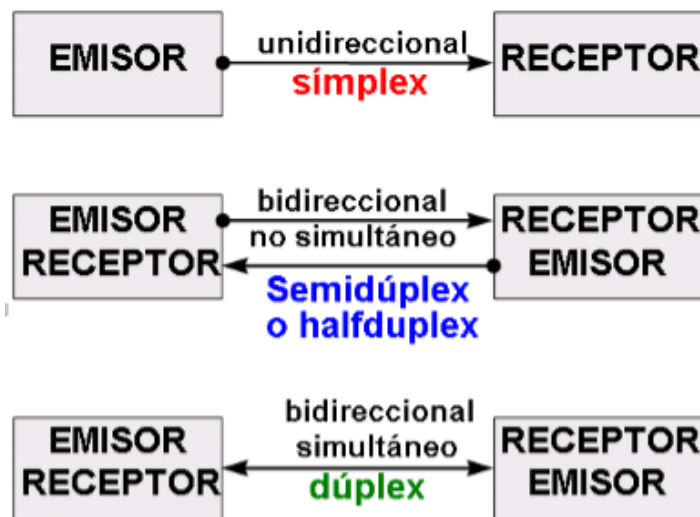 EMISOR
unidireccional
símplex
RECEPTOR
EMISOR
RECEPTOR
bidireccional
no simultáneo
Semidúplex
o halfduplex
RECEPTOR
EMISOR
EMISOR
RECEPTOR
bidireccional
simultáneo
dúplex
RECEPTOR
EMISOR